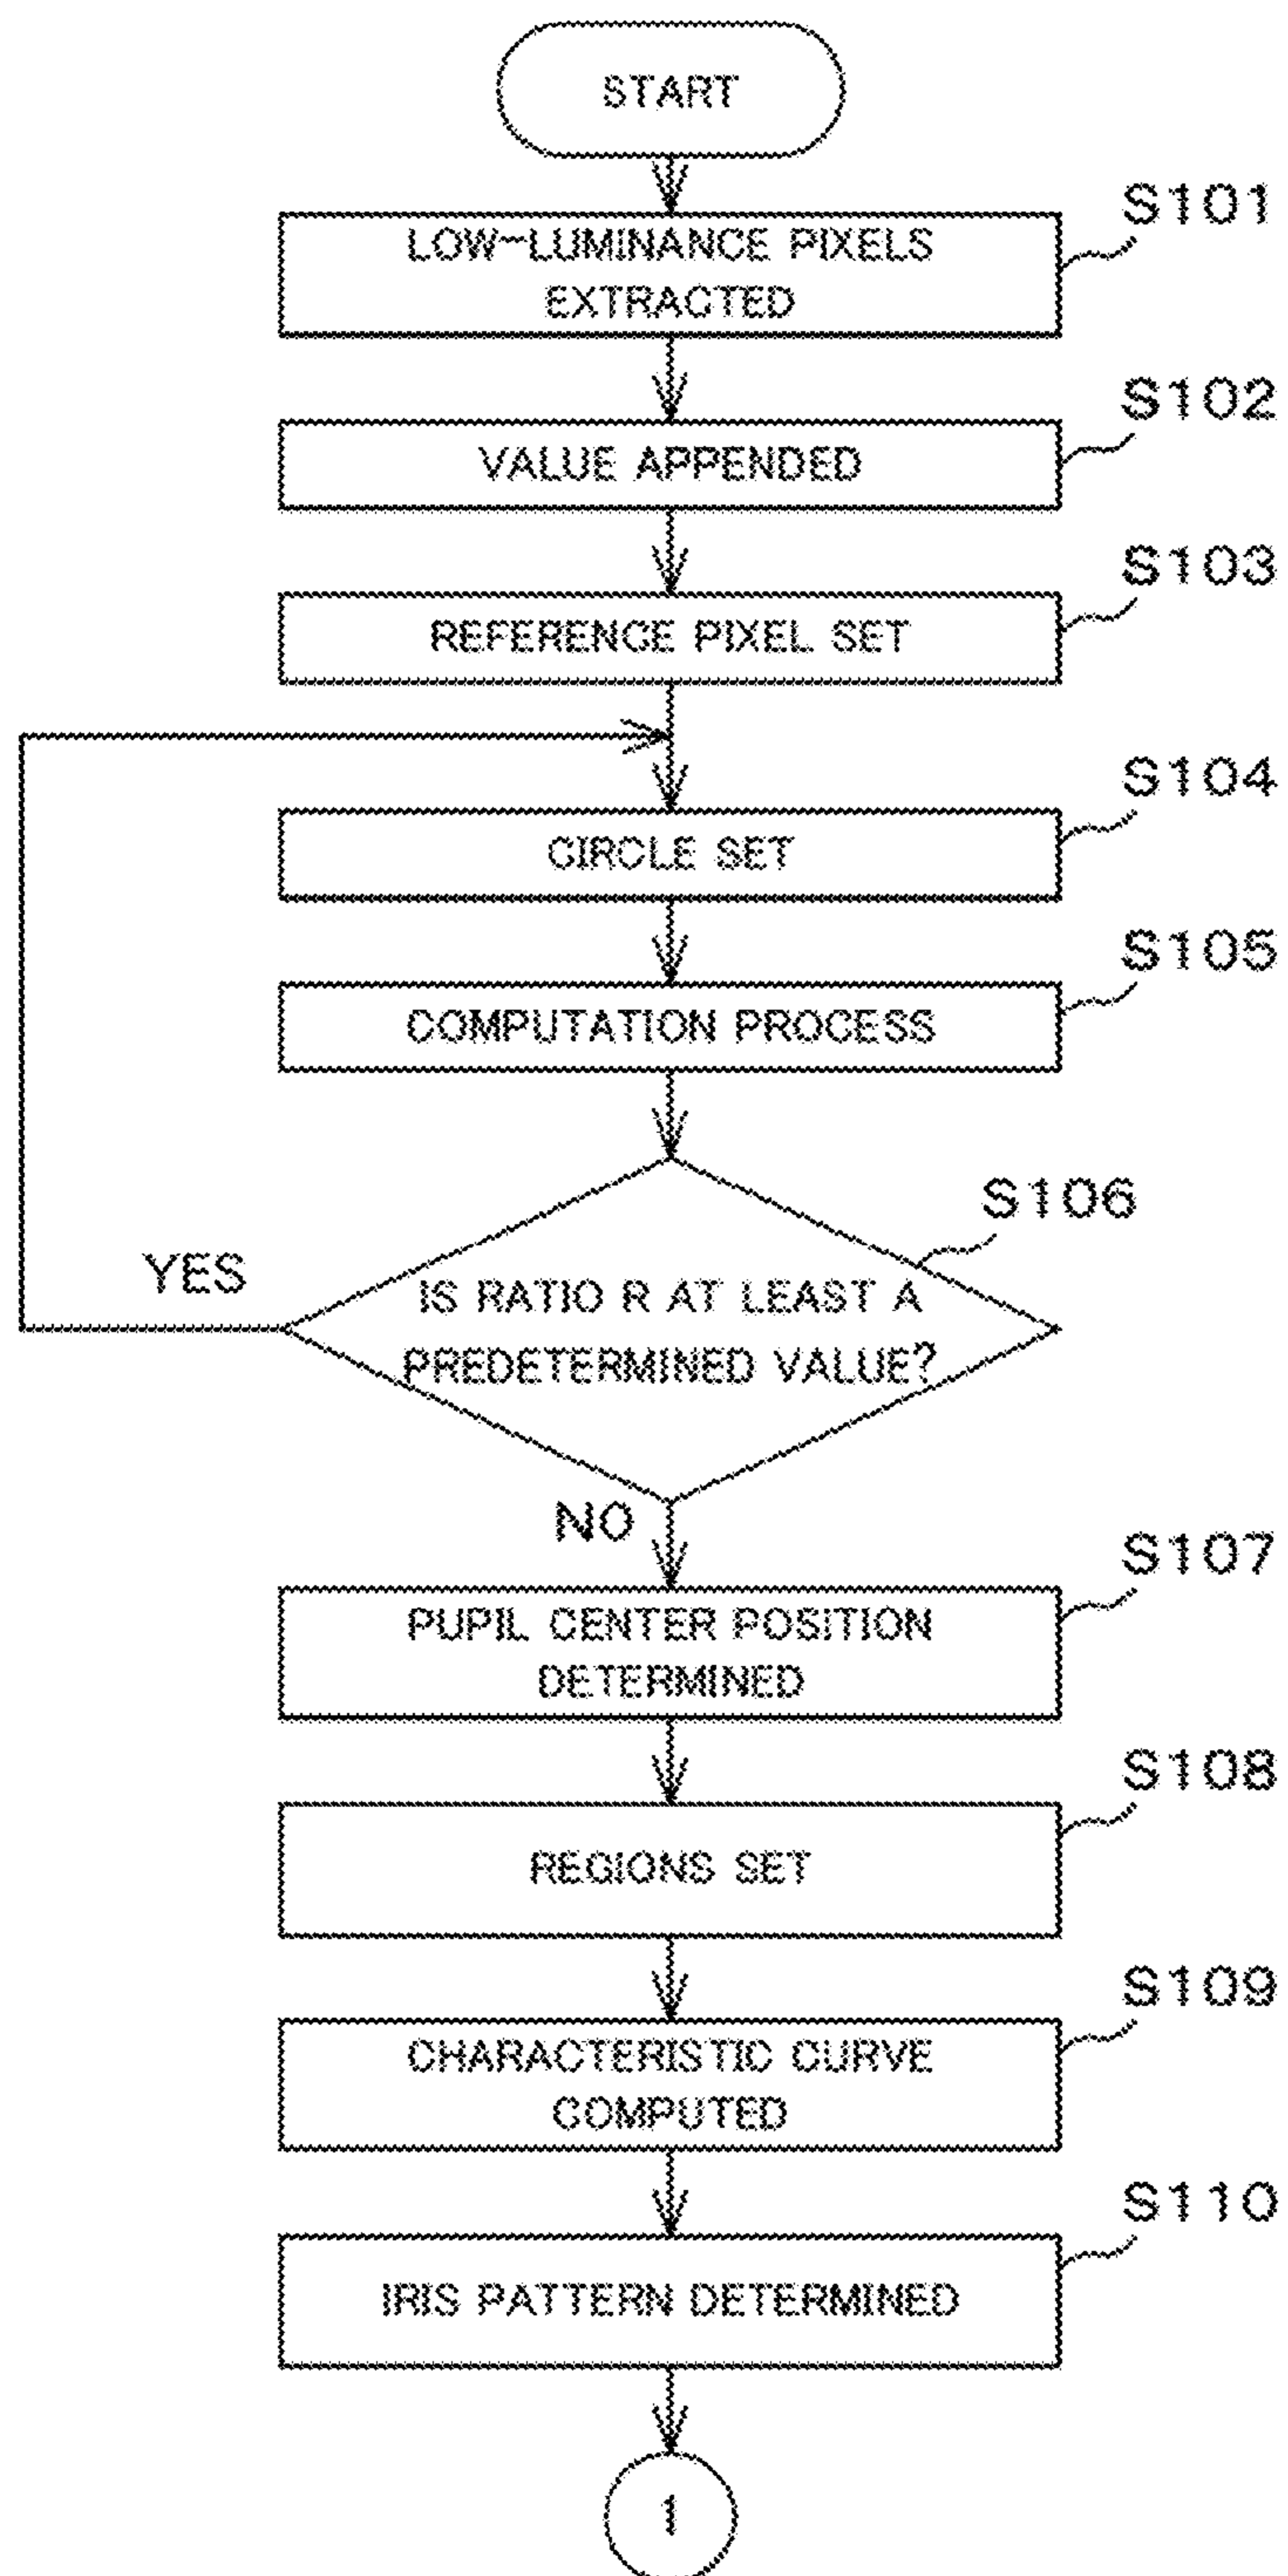 START
S101
LOW-LUMINANCE PIXELS
EXTRACTED
S102
VALUE APPENDED
S103
REFERENCE PIXEL SET
S104
CIRCLE SET
S105
COMPUTATION PROCESS
S106
YES
IS RATIO R AT LEAST A
PREDETERMINED VALUE?
NO
S107
PUPIL CENTER POSITION
DETERMINED
S108
REGIONS SET
S109
CHARACTERISTIC CURVE
COMPUTED
S110
IRIS PATTERN DETERMINED
1